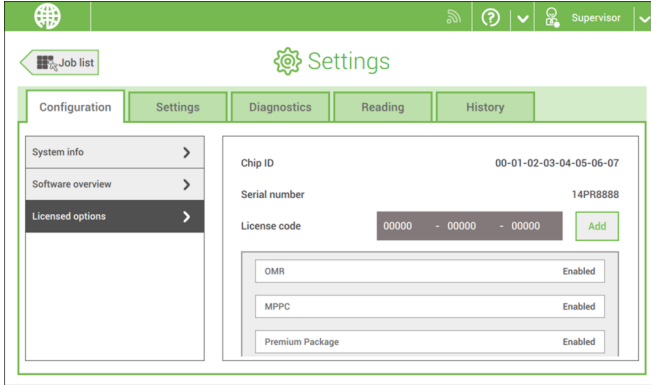 Supervisor
Job list
Settings
Configuration Settings Diagnostics Reading History
System info
Software overview
Licensed options
Chip ID 00-01-02-03-04-05-06-07
Serial number 14PR8888
License code 00000 - 00000 - 00000 Add
OMR Enabled
MPPC Enabled
Premium Package Enabled